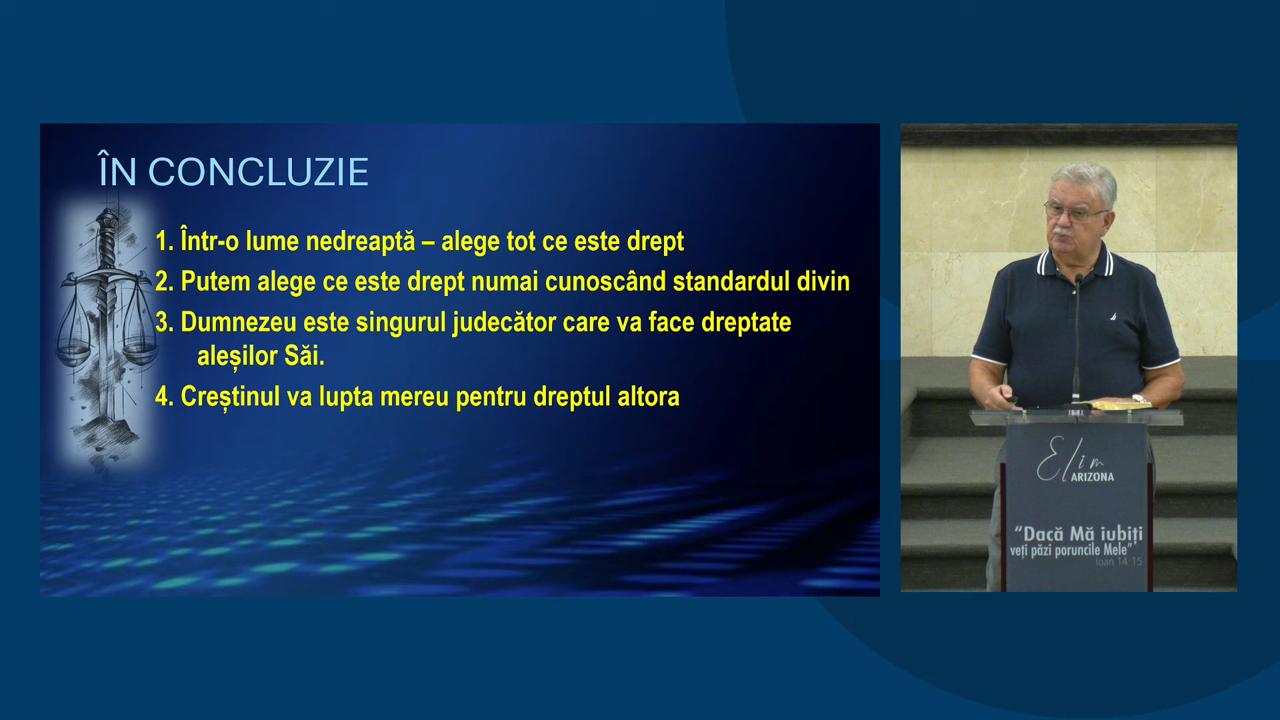 ÎN CONCLUZIE
1. Într-o lume nedreaptă – alege tot ce este drept
2. Putem alege ce este drept numai cunoscând standardul divin
3. Dumnezeu este singurul judecător care va face dreptate
aleșilor Săi.
4. Creștinul va lupta mereu pentru dreptul altora
Elim
ARIZONA
“Dacă Mă iubiți
veți păzi poruncile Mele”
Ioan 14:15